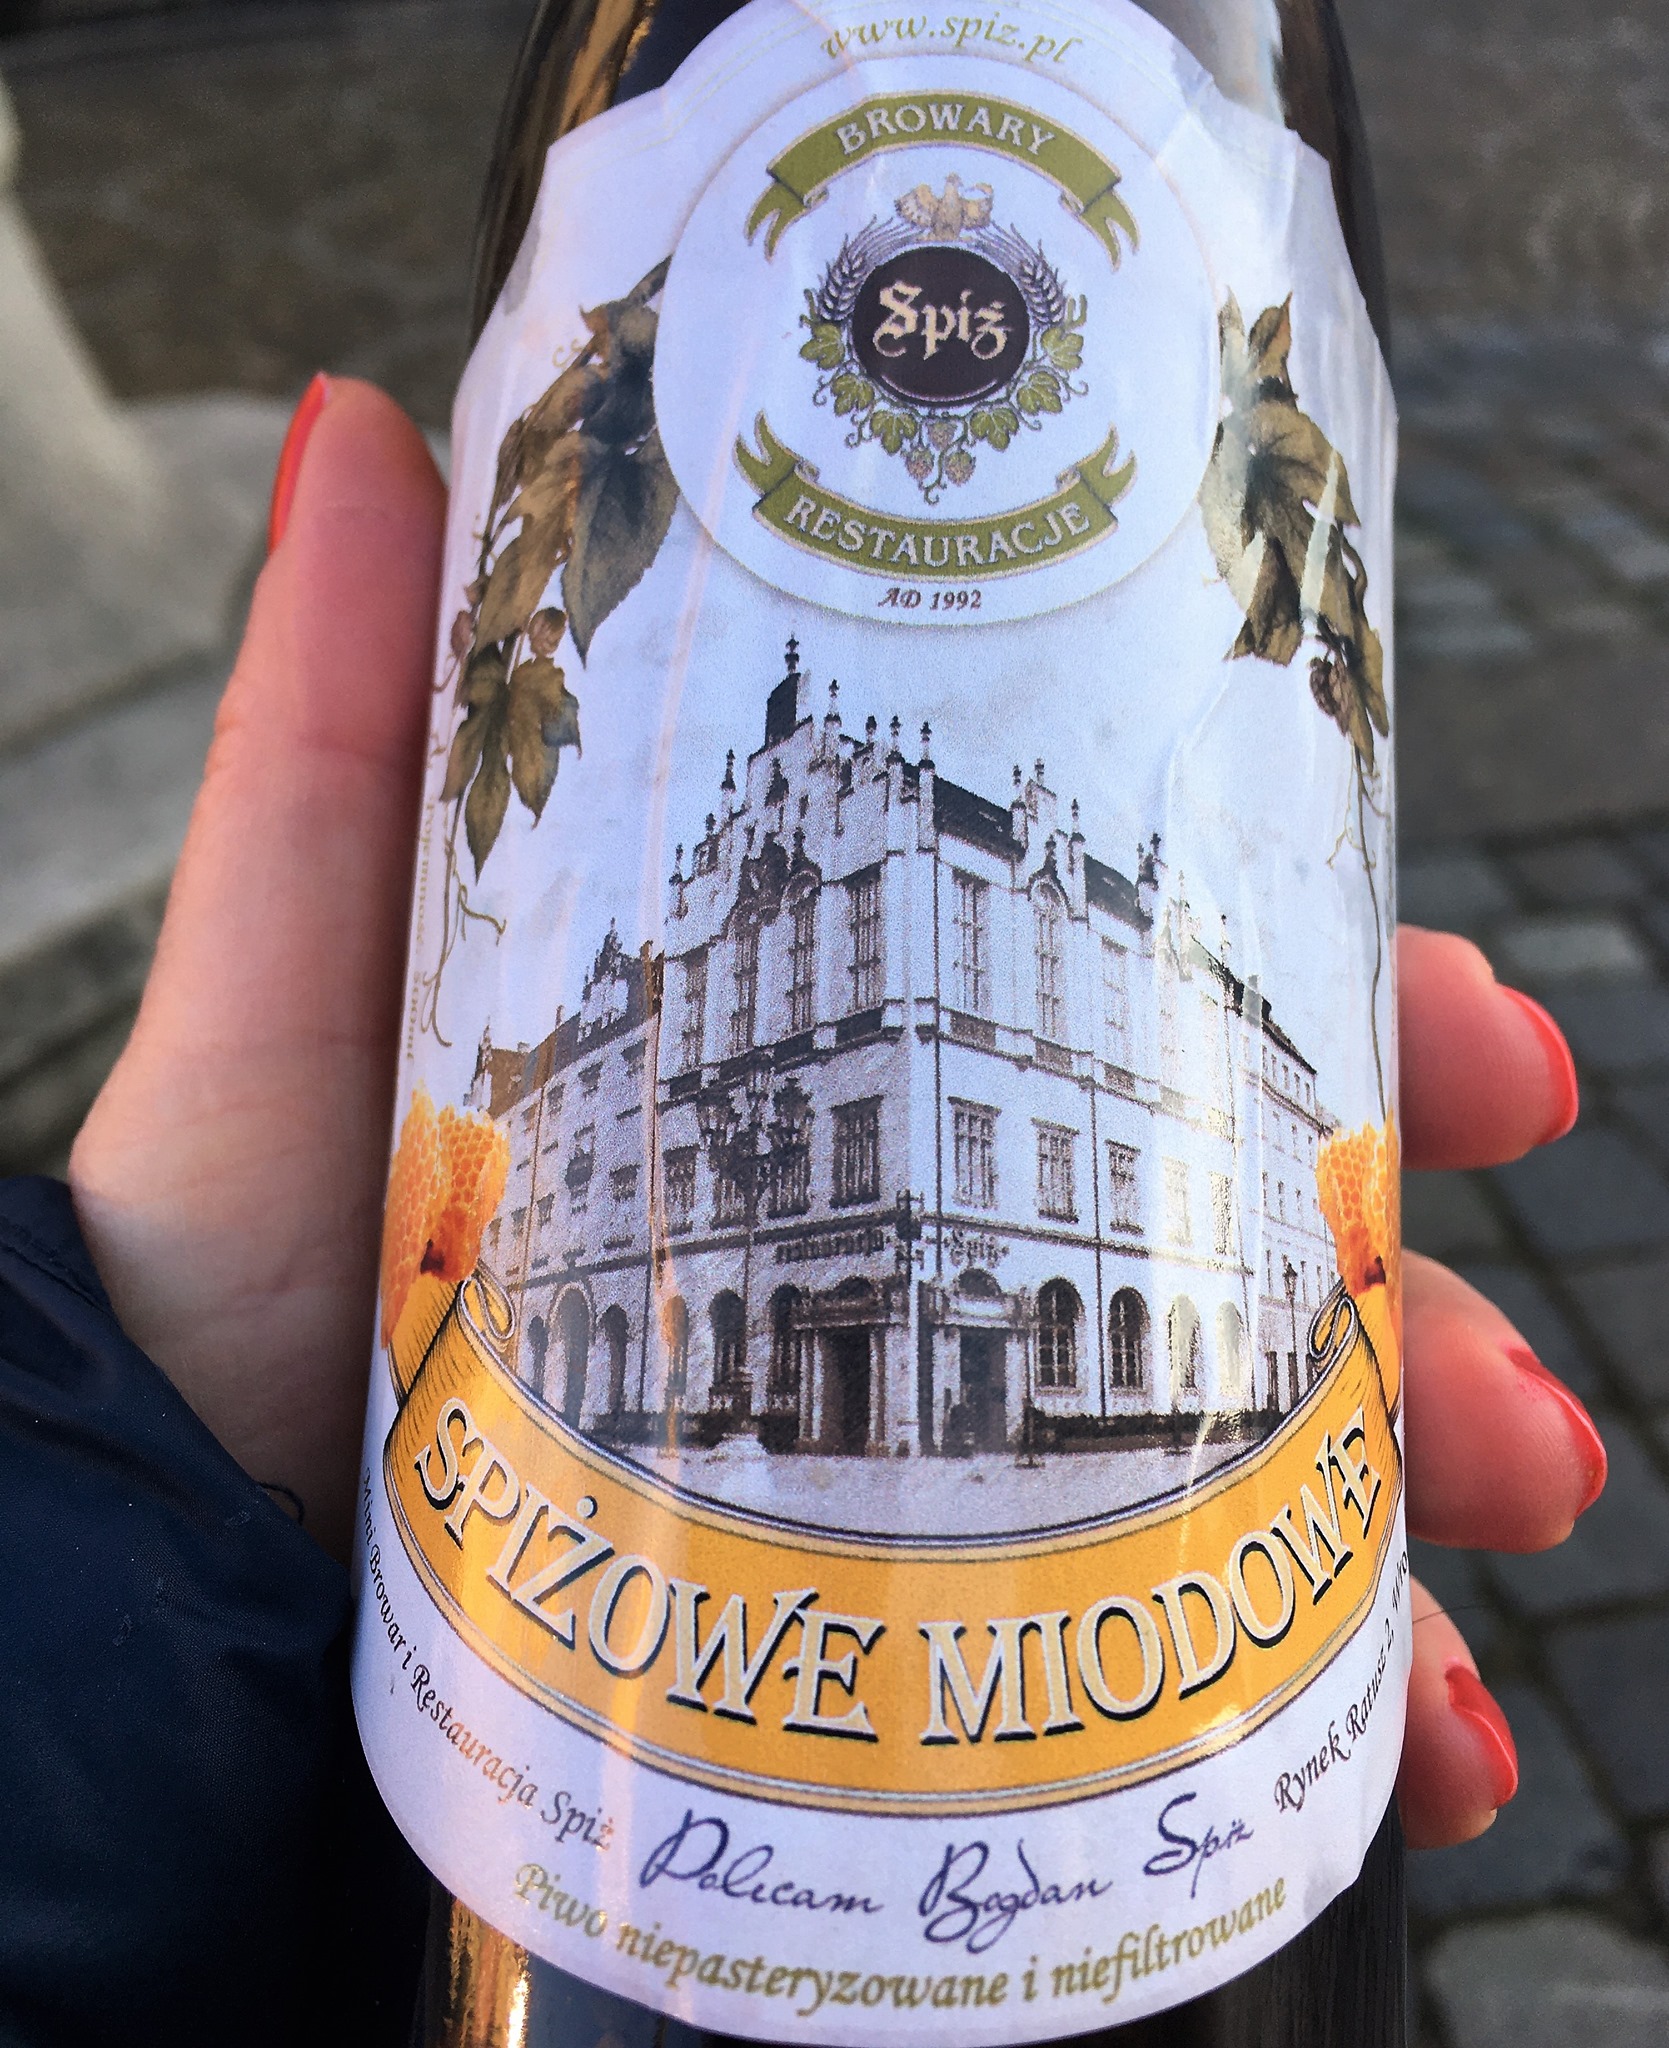 www.spiz.pl
BROWARY
Spiż
RESTAURACJE
AD 1992
Spiż
SPIŻOWE MIODOWE
Mini Browar i Restauracja Spiż
Polecam Bogdan Spiż
Rynek Ratusz 2,
Piwo niepasteryzowane i niefiltrowane